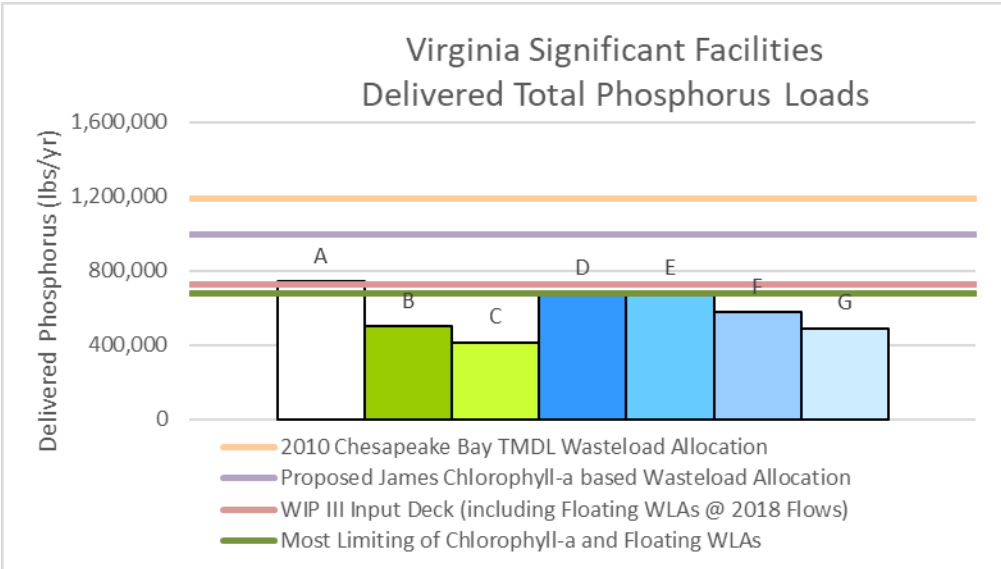 Virginia Significant Facilities
Delivered Total Phosphorus Loads
Delivered Phosphorus (lbs/yr)
1,600,000
1,200,000
800,000
400,000
0
A
B
C
D
E
F
G
2010 Chesapeake Bay TMDL Wasteload Allocation
Proposed James Chlorophyll-a based Wasteload Allocation
WIP III Input Deck (including Floating WLAs @ 2018 Flows)
Most Limiting of Chlorophyll-a and Floating WLAs